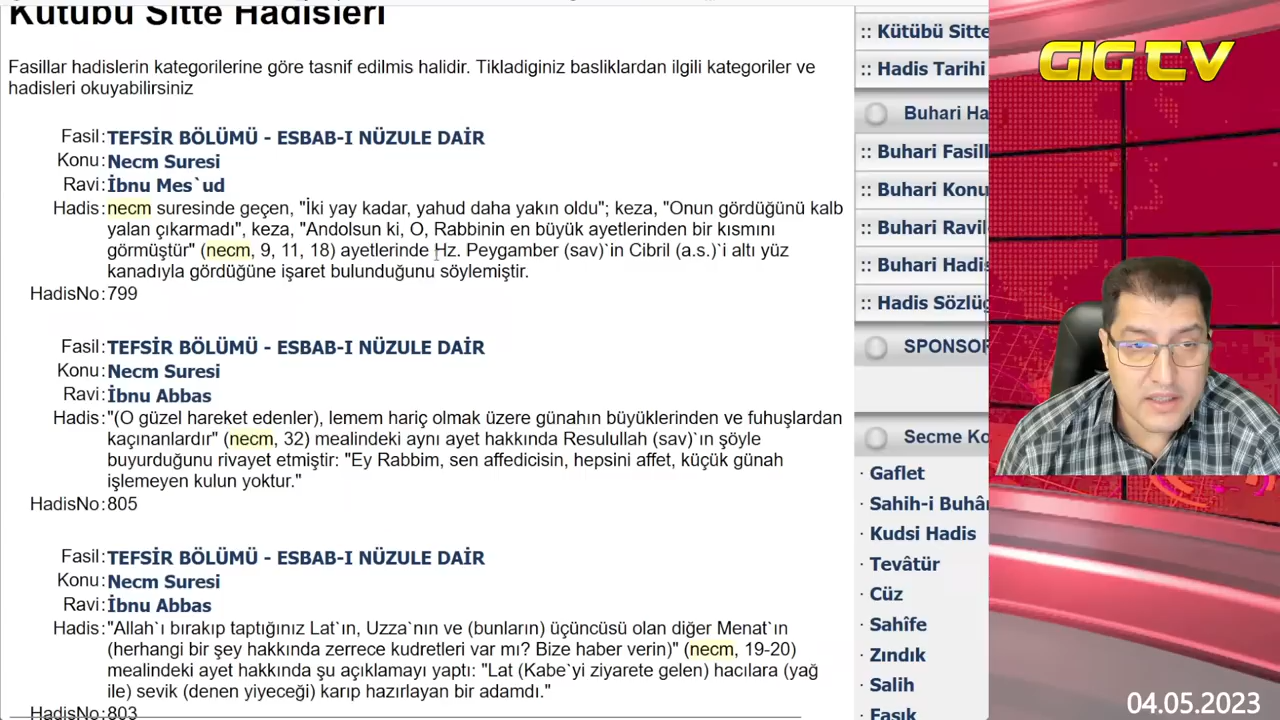 Kütübü Sitte Hadisleri
Fasillar hadislerin kategorilerine göre tasnif edilmis halidir. Tikladiginiz basliklardan ilgili kategoriler ve
hadisleri okuyabilirsiniz
Fasil: TEFSİR BÖLÜMÜ - ESBAB-I NÜZULE DAİR
Konu: Necm Suresi
Ravi: İbnu Mes`ud
Hadis: necm suresinde geçen, "İki yay kadar, yahud daha yakın oldu"; keza, "Onun gördüğünü kalb
yalan çıkarmadı", keza, "Andolsun ki, O, Rabbinin en büyük ayetlerinden bir kısmını
görmüştür" (necm, 9, 11, 18) ayetlerinde Hz. Peygamber (sav)`in Cibril (a.s.)`i altı yüz
kanadıyla gördüğüne işaret bulunduğunu söylemiştir.
HadisNo: 799
Fasil: TEFSİR BÖLÜMÜ - ESBAB-I NÜZULE DAİR
Konu: Necm Suresi
Ravi: İbnu Abbas
Hadis: "(O güzel hareket edenler), lemem hariç olmak üzere günahın büyüklerinden ve fuhuşlardan
kaçınanlardır" (necm, 32) mealindeki aynı ayet hakkında Resulullah (sav)`ın şöyle
buyurduğunu rivayet etmiştir: "Ey Rabbim, sen affedicisin, hepsini affet, küçük günah
işlemeyen kulun yoktur."
HadisNo: 805
Fasil: TEFSİR BÖLÜMÜ - ESBAB-I NÜZULE DAİR
Konu: Necm Suresi
Ravi: İbnu Abbas
Hadis: "Allah`ı bırakıp taptığınız Lat`ın, Uzza`nın ve (bunların) üçüncüsü olan diğer Menat`ın
(herhangi bir şey hakkında zerrece kudretleri var mı? Bize haber verin)" (necm, 19-20)
mealindeki ayet hakkında şu açıklamayı yaptı: "Lat (Kabe`yi ziyarete gelen) hacılara (yağ
ile) sevik (denen yiyeceği) karıp hazırlayan bir adamdı."
HadisNo: 803
:: Kütübü Sitte
:: Hadis Tarihi
Buhari Ha
:: Buhari Fasill
:: Buhari Konu
:: Buhari Ravil
:: Buhari Hadis
:: Hadis Sözlüğ
SPONSOR
Secme Ko
· Gaflet
· Sahih-i Buhâr
· Kudsi Hadis
· Tevâtür
· Cüz
· Sahîfe
· Zındık
· Salih
· Fasık
GIG TV
04.05.2023